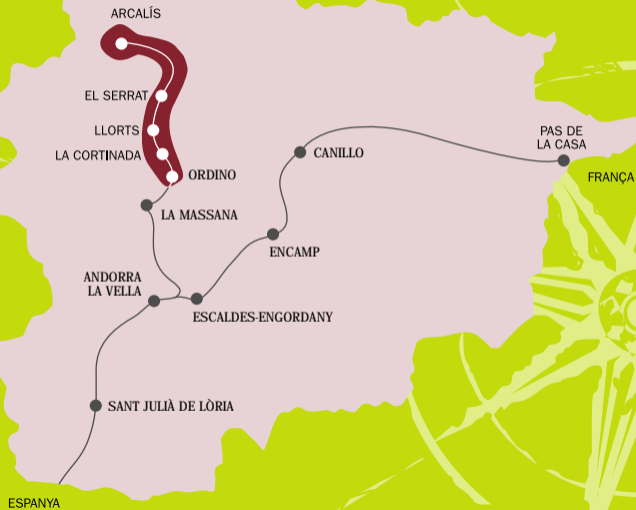 ARCALÍS
EL SERRAT
LLORTS
LA CORTINADA
ORDINO
LA MASSANA
CANILLO
PAS DE
LA CASA
FRANÇA
ENCAMP
ANDORRA
LA VELLA
ESCALDES-ENGORDANY
SANT JULIÀ DE LÒRIA
ESPANYA